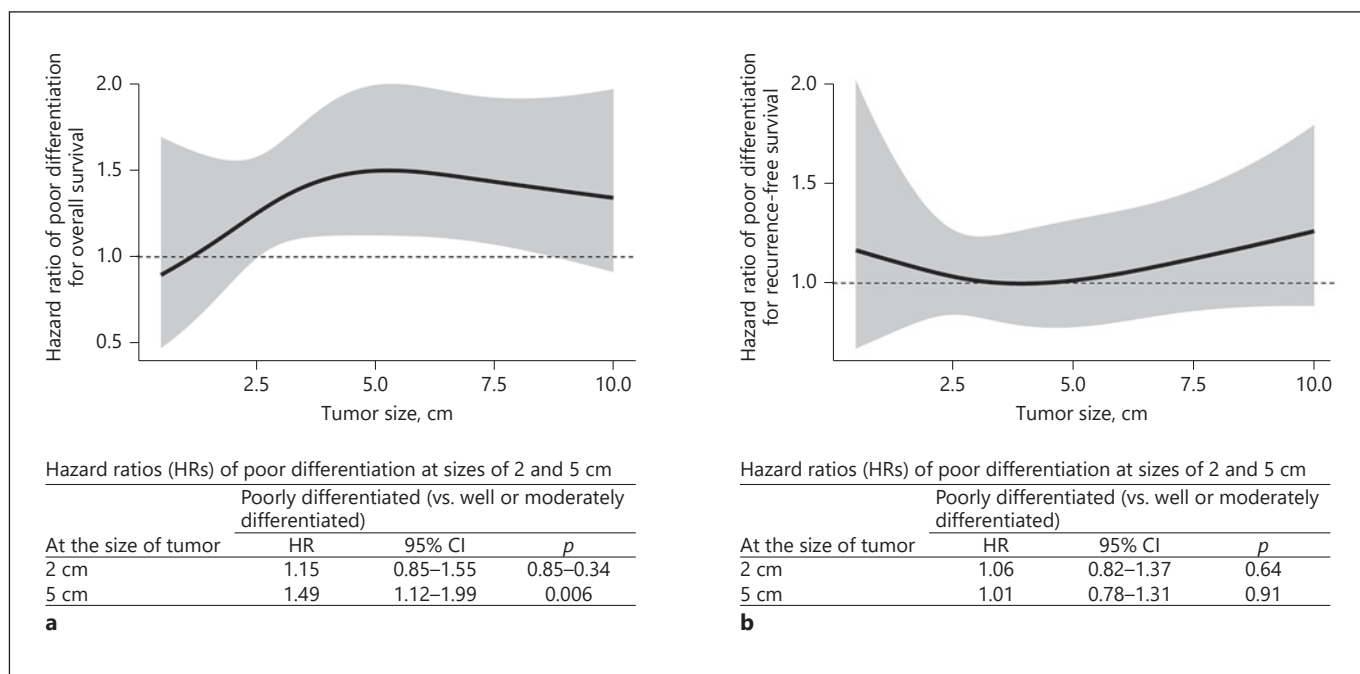 Hazard ratio of poor differentiation
for overall survival
2.0
1.5
1.0
0.5
2.5 5.0 7.5 10.0
Tumor size, cm
Hazard ratios (HRs) of poor differentiation at sizes of 2 and 5 cm
Poorly differentiated (vs. well or moderately
differentiated)
At the size of tumor HR 95% CI p
2 cm 1.15 0.85–1.55 0.85–0.34
5 cm 1.49 1.12–1.99 0.006
a
Hazard ratio of poor differentiation
for recurrence-free survival
2.0
1.5
1.0
2.5 5.0 7.5 10.0
Tumor size, cm
Hazard ratios (HRs) of poor differentiation at sizes of 2 and 5 cm
Poorly differentiated (vs. well or moderately
differentiated)
At the size of tumor HR 95% CI p
2 cm 1.06 0.82–1.37 0.64
5 cm 1.01 0.78–1.31 0.91
b